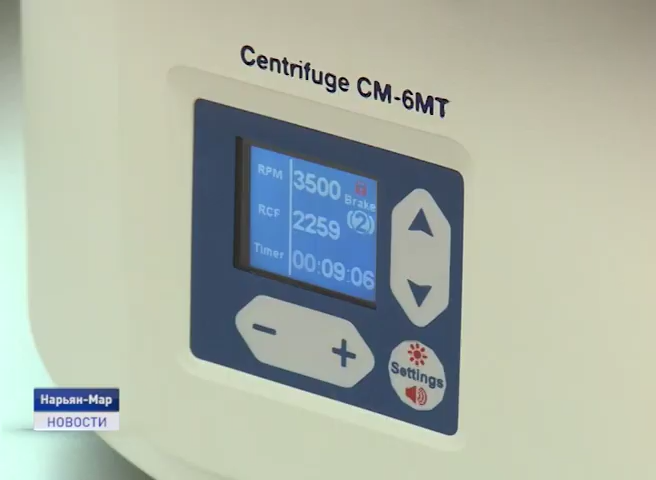 Centrifuge CM-6MT
RPM 3500
Brake
RCF 2259 (2)
Timer 00:09:06
- +
Settings
Нарьян-Мар
НОВОСТИ